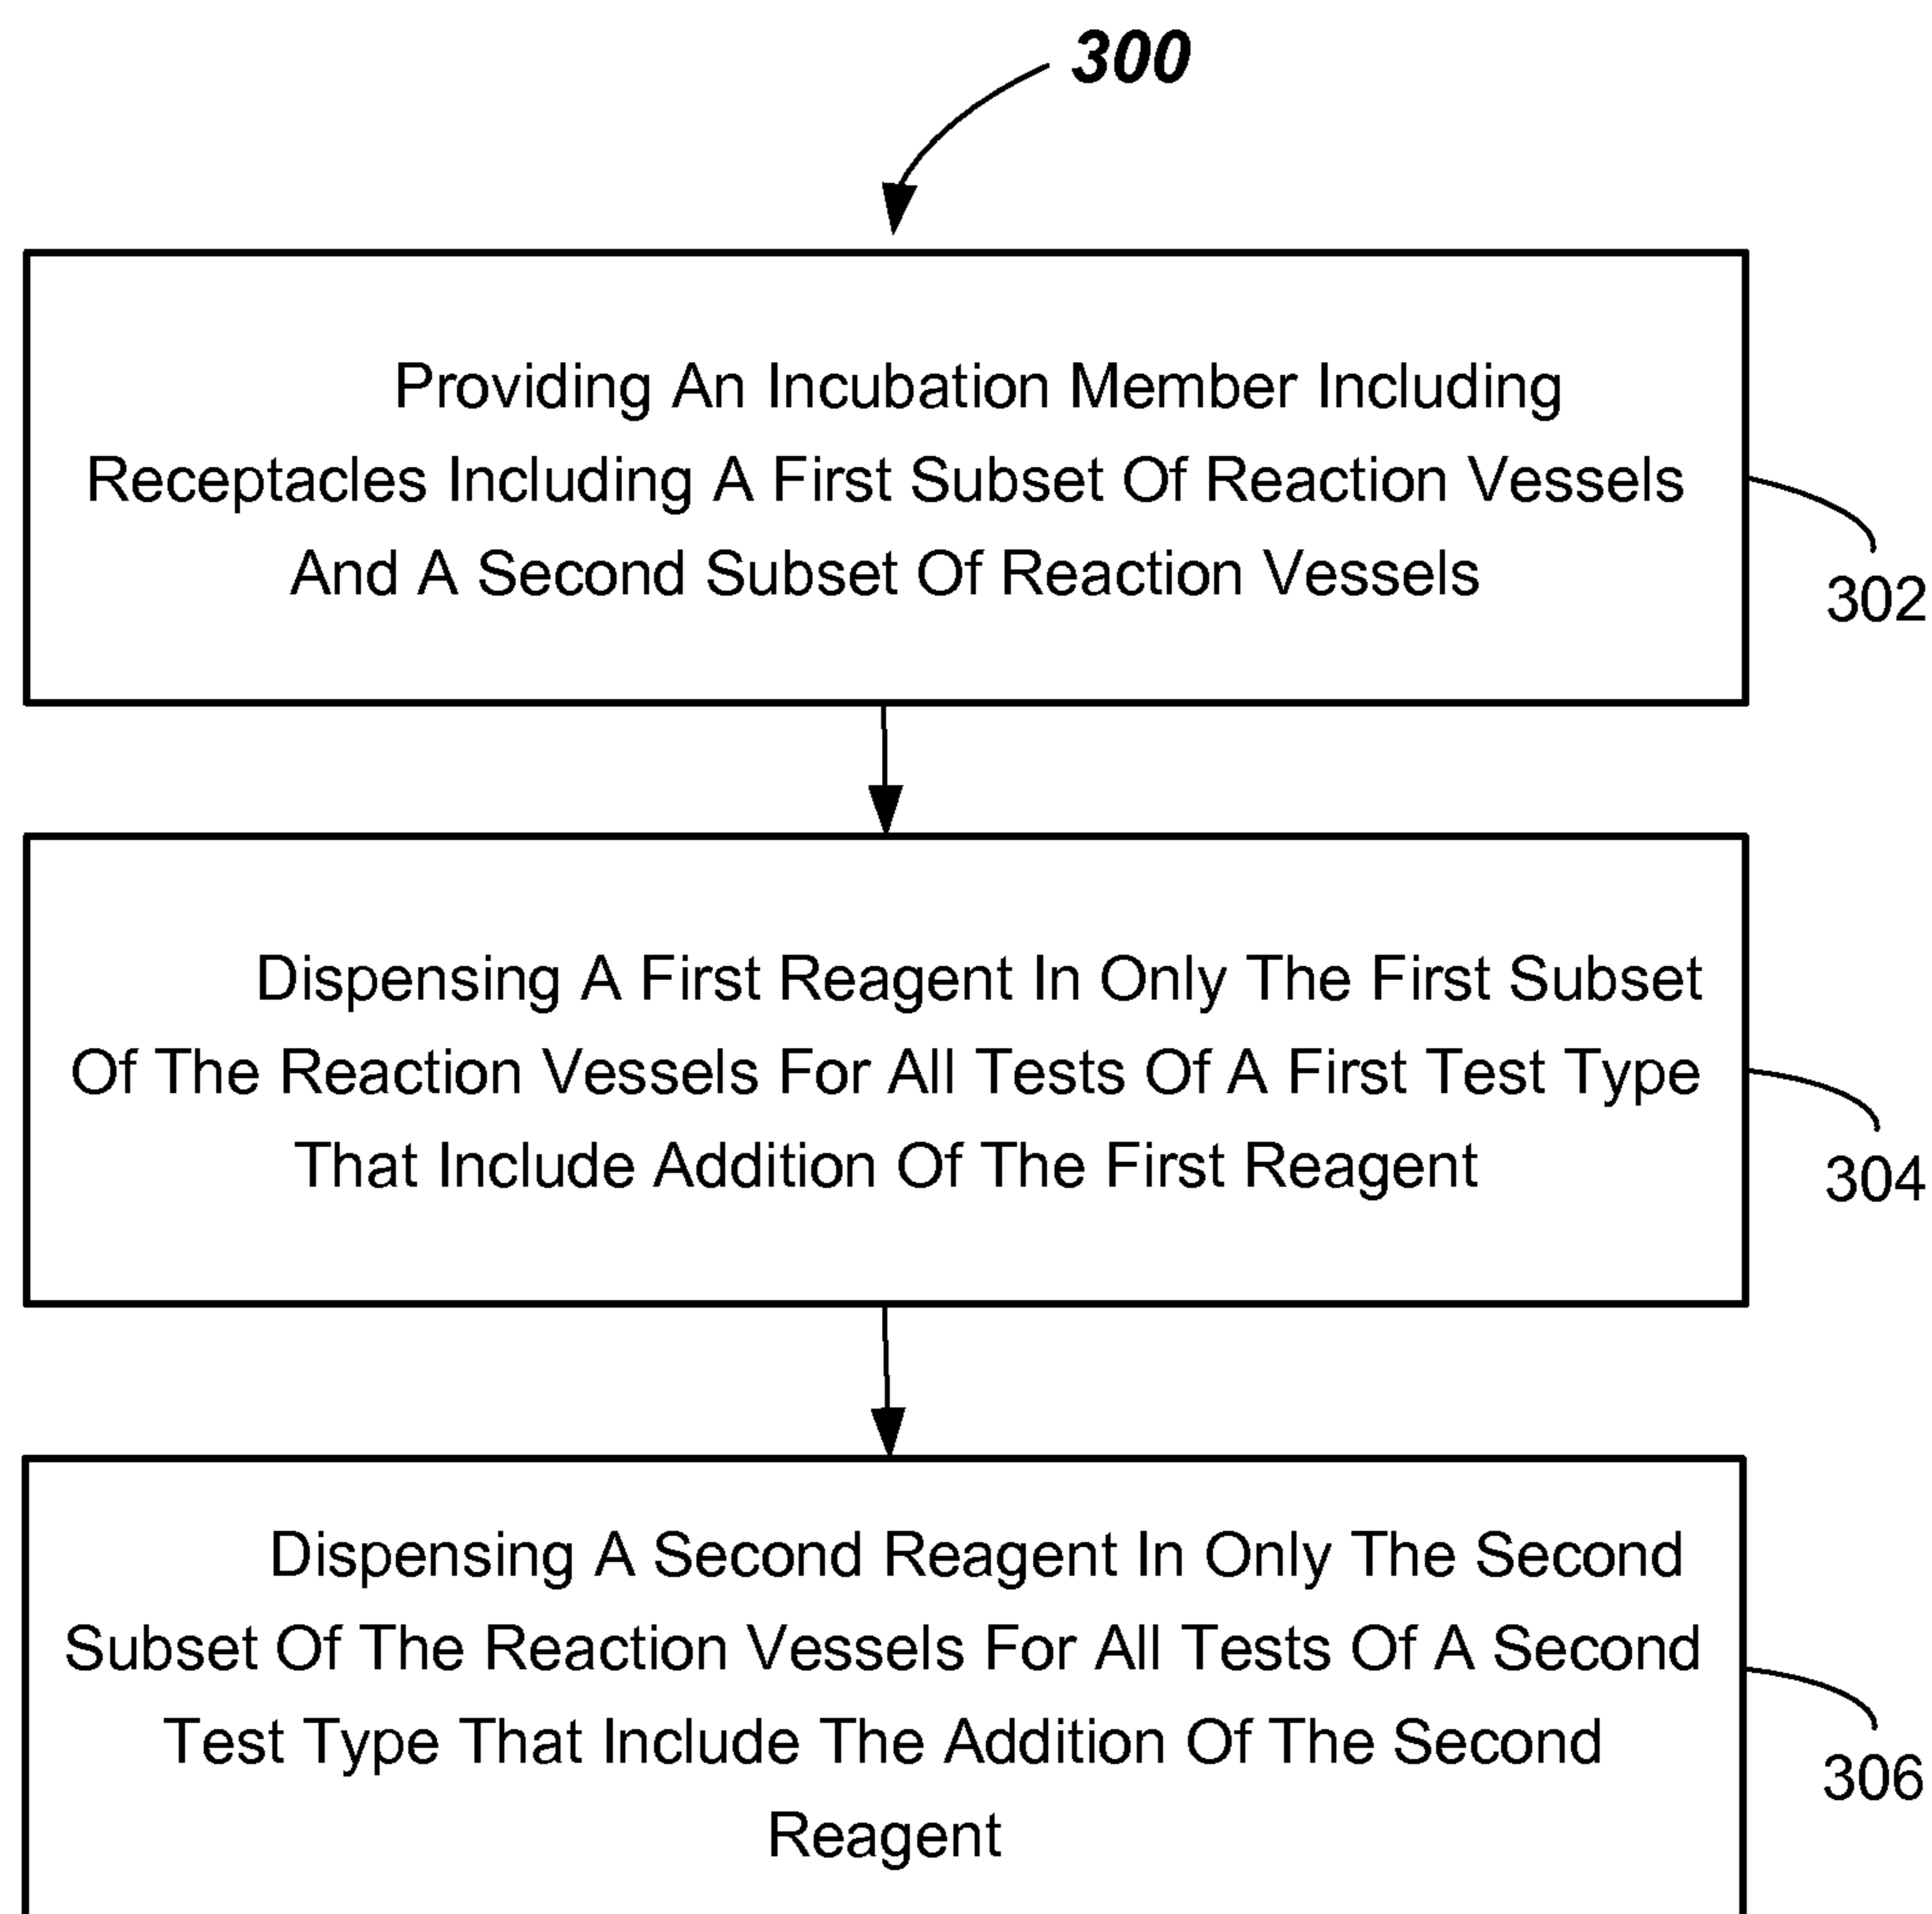 300
Providing An Incubation Member Including
Receptacles Including A First Subset Of Reaction Vessels
And A Second Subset Of Reaction Vessels
302
Dispensing A First Reagent In Only The First Subset
Of The Reaction Vessels For All Tests Of A First Test Type
That Include Addition Of The First Reagent
304
Dispensing A Second Reagent In Only The Second
Subset Of The Reaction Vessels For All Tests Of A Second
Test Type That Include The Addition Of The Second
Reagent
306